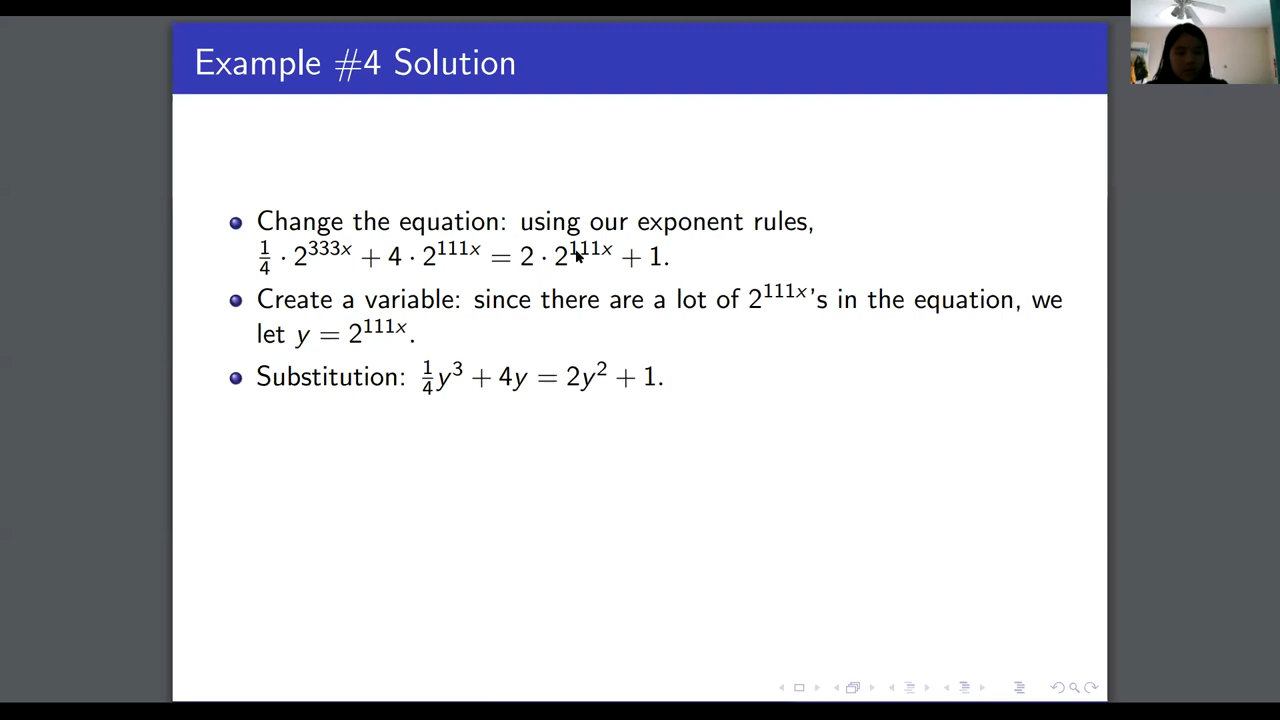 Example #4 Solution
Change the equation: using our exponent rules,
1/4 · 2^{333x} + 4 · 2^{111x} = 2 · 2^{111x} + 1.
Create a variable: since there are a lot of 2^{111x}'s in the equation, we
let y = 2^{111x}.
Substitution: 1/4 y^3 + 4y = 2y^2 + 1.